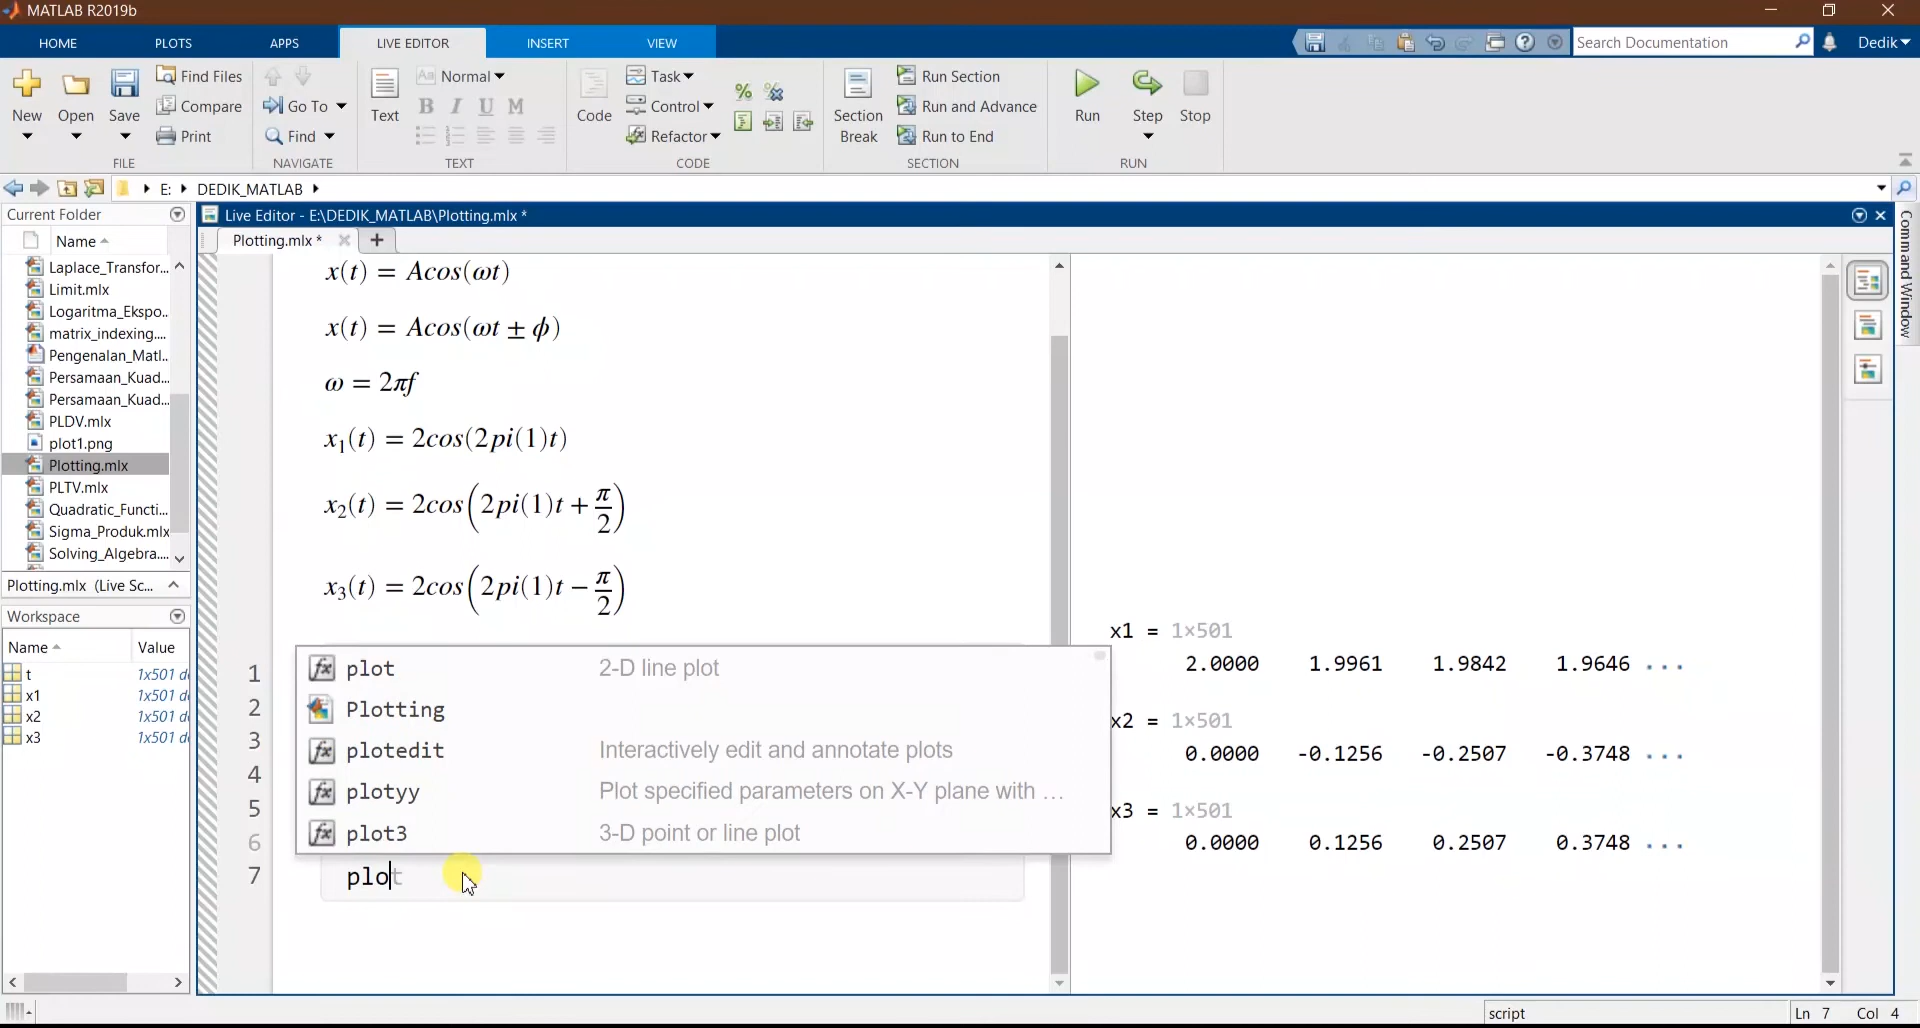 MATLAB R2019b
HOME PLOTS APPS LIVE EDITOR INSERT VIEW Search Documentation Dedik
New Open Save Find Files Compare Print
FILE
Go To Find
NAVIGATE
Text Aa Normal B I U M
TEXT
Code Task Control Refactor % %
CODE
Section Break Run Section Run and Advance Run to End
SECTION
Run Step Stop
RUN
E: DEDIK_MATLAB
Current Folder
Name
Laplace_Transfor...
Limit.mlx
Logaritma_Ekspo...
matrix_indexing....
Pengenalan_Matl...
Persamaan_Kuad...
Persamaan_Kuad...
PLDV.mlx
plot1.png
Plotting.mlx
PLTV.mlx
Quadratic_Functi...
Sigma_Produk.mlx
Solving_Algebra....
Plotting.mlx (Live Sc...
Workspace
Name Value
t 1x501 d
x1 1x501 d
x2 1x501 d
x3 1x501 d
Live Editor - E:\DEDIK_MATLAB\Plotting.mlx *
Plotting.mlx *
x(t) = Acos(ωt)
x(t) = Acos(ωt ± ϕ)
ω = 2πf
x₁(t) = 2cos(2pi(1)t)
x₂(t) = 2cos(2pi(1)t + π/2)
x₃(t) = 2cos(2pi(1)t − π/2)
1
2
3
4
5
6
7
plot 2-D line plot
Plotting
plotedit Interactively edit and annotate plots
plotyy Plot specified parameters on X-Y plane with ...
plot3 3-D point or line plot
plot
x1 = 1×501
2.0000 1.9961 1.9842 1.9646 ...
x2 = 1×501
0.0000 -0.1256 -0.2507 -0.3748 ...
x3 = 1×501
0.0000 0.1256 0.2507 0.3748 ...
Command Window
script Ln 7 Col 4